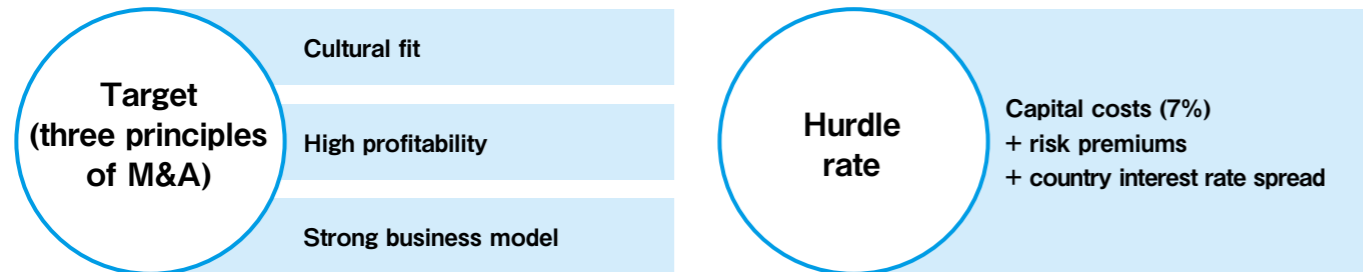 Target
(three principles
of M&A)
Cultural fit
High profitability
Strong business model
Hurdle
rate
Capital costs (7%)
+ risk premiums
+ country interest rate spread